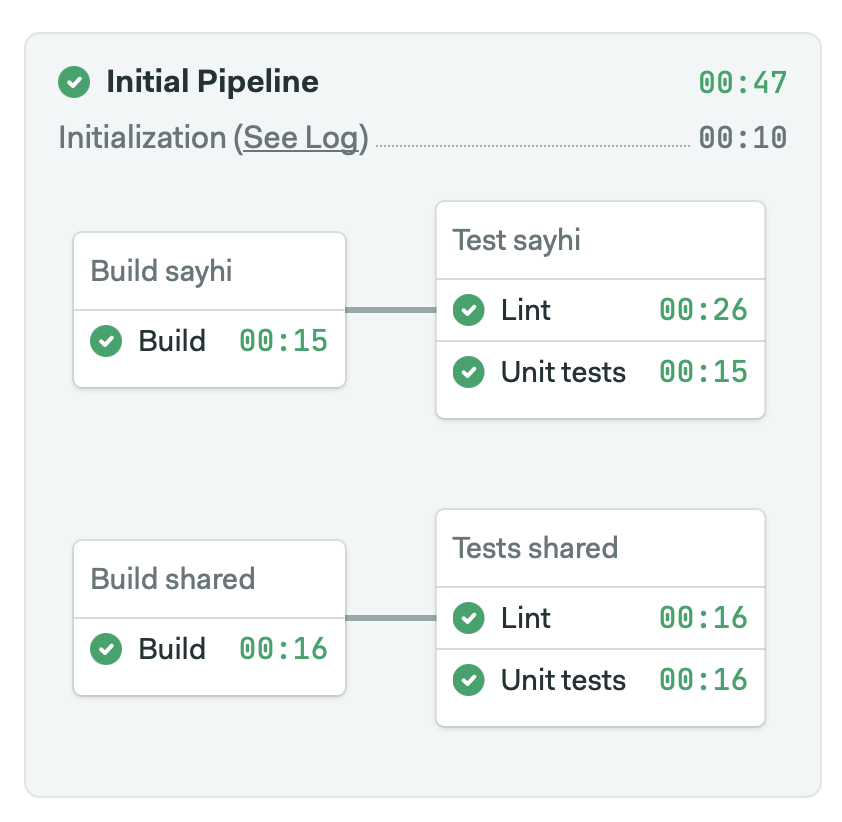 Initial Pipeline 00:47
Initialization (See Log) 00:10
Build sayhi
Build 00:15
Test sayhi
Lint 00:26
Unit tests 00:15
Build shared
Build 00:16
Tests shared
Lint 00:16
Unit tests 00:16